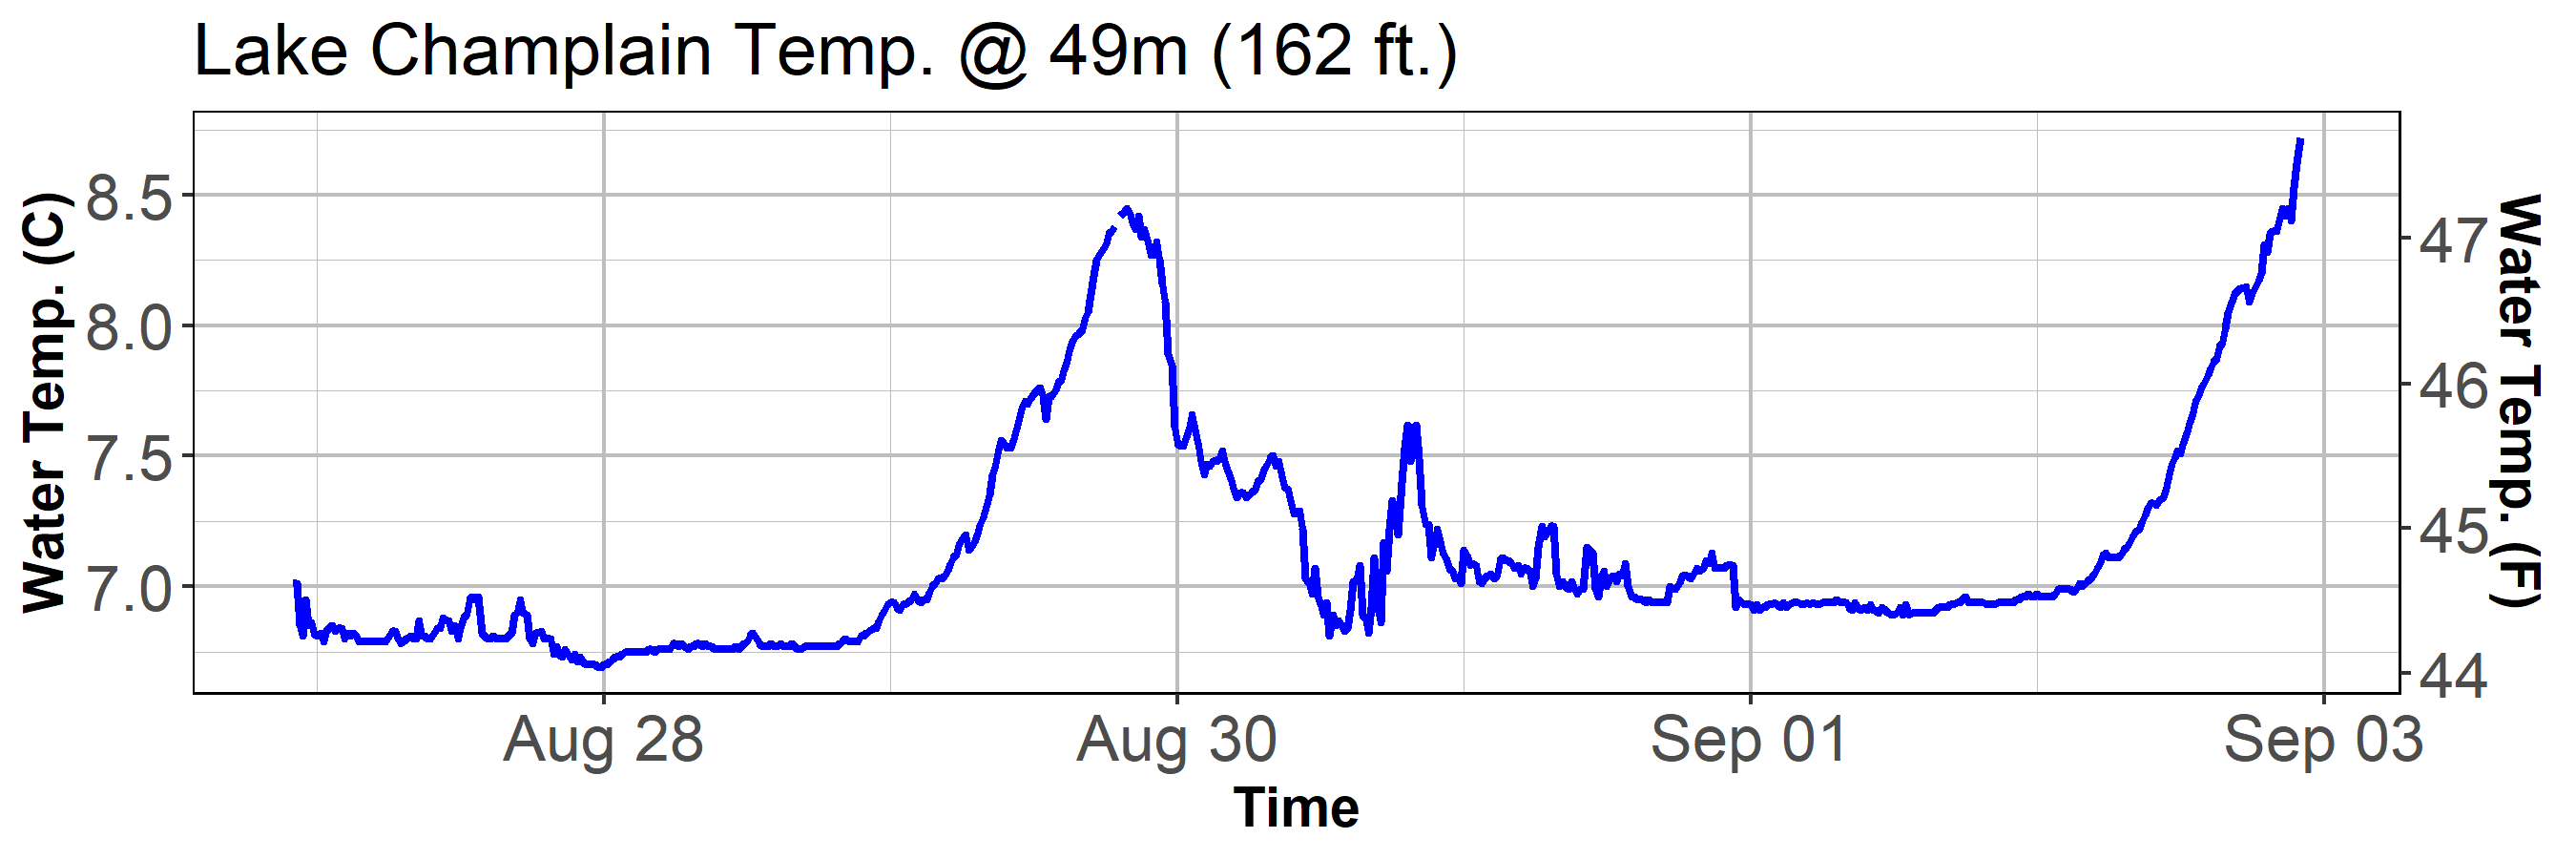 Lake Champlain Temp. @ 49m (162 ft.)
Water Temp. (C)
8.5
8.0
7.5
7.0
47
46
45
44
Water Temp. (F)
Aug 28
Aug 30
Sep 01
Sep 03
Time